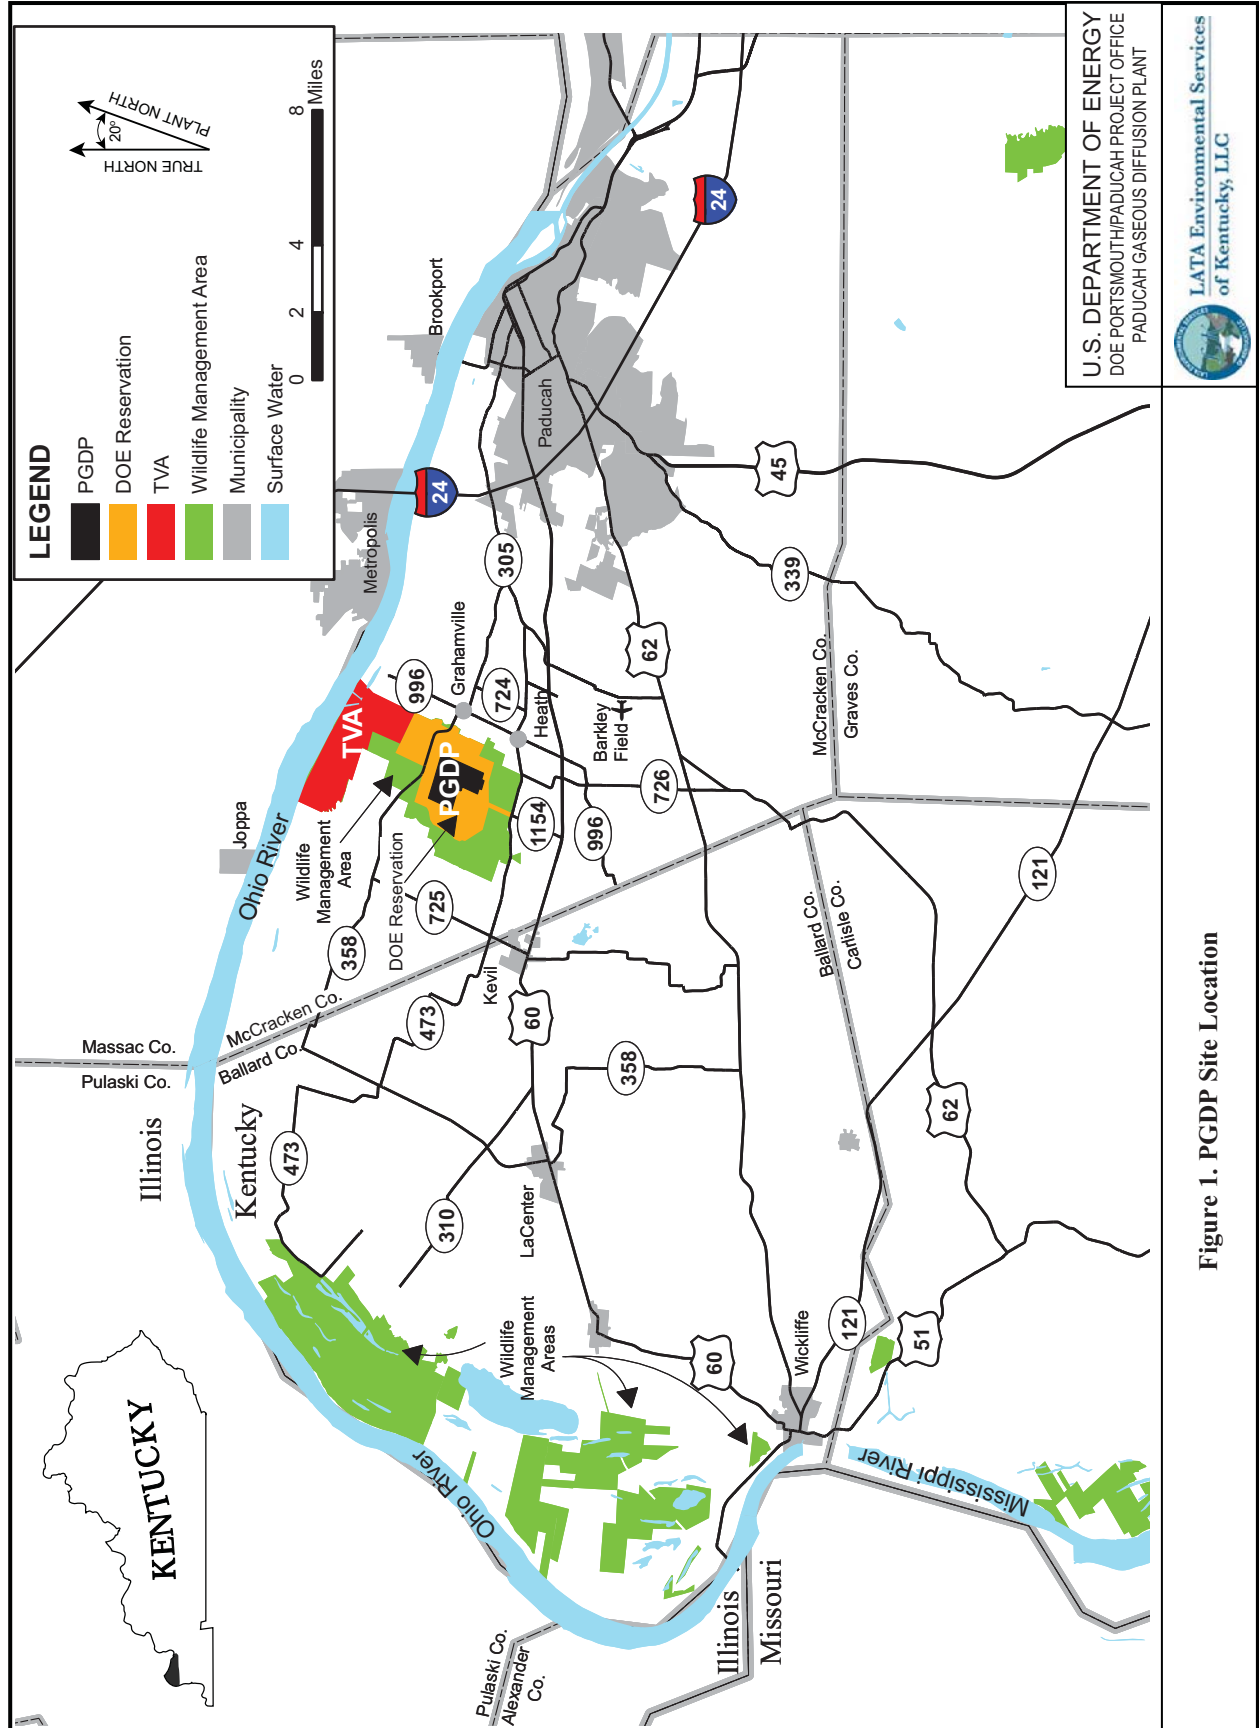 LEGEND
PGDP
DOE Reservation
TVA
Wildlife Management Area
Municipality
Surface Water
0
2
4
8
Miles
TRUE NORTH
20°
PLANT NORTH
KENTUCKY
Illinois
Kentucky
Massac Co.
Pulaski Co.
McCracken Co.
Ballard Co.
Joppa
Ohio River
Metropolis
Brookport
24
TVA
Wildlife
Management
Area
DOE Reservation
PGDP
996
Grahamville
305
724
Heath
Paducah
24
358
725
473
Kevil
1154
996
Barkley
Field
62
726
45
339
473
310
60
358
LaCenter
McCracken Co.
Graves Co.
Ballard Co.
Carlisle Co.
121
62
Wildlife
Management
Areas
Ohio River
60
Wickliffe
121
51
Mississippi River
Pulaski Co.
Alexander
Co.
Illinois
Missouri
U.S. DEPARTMENT OF ENERGY
DOE PORTSMOUTH/PADUCAH PROJECT OFFICE
PADUCAH GASEOUS DIFFUSION PLANT
LATA Environmental Services
of Kentucky, LLC
Figure 1. PGDP Site Location